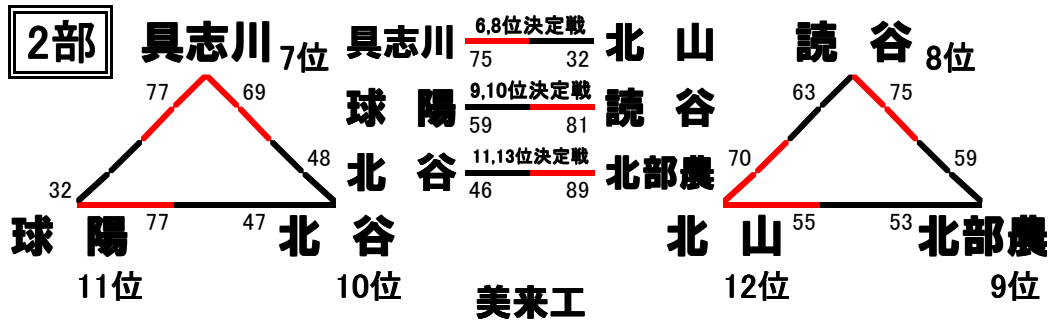 2部
具志川 7位
77 69
32 48
球陽 77 47 北谷
11位 10位
具志川 6,8位決定戦 北山
75 32
球陽 9,10位決定戦 読谷
59 81
北谷 11,13位決定戦 北部農
46 89
美来工
読谷 8位
63 75
70 59
北山 55 53 北部農
12位 9位